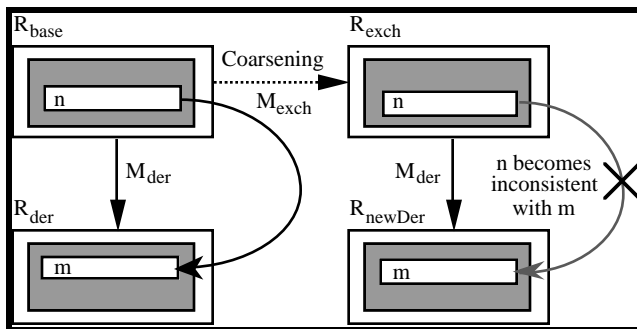 R_base
R_exch
Coarsening
n
n
M_exch
M_der
M_der
n becomes
inconsistent
with m
R_der
R_newDer
m
m